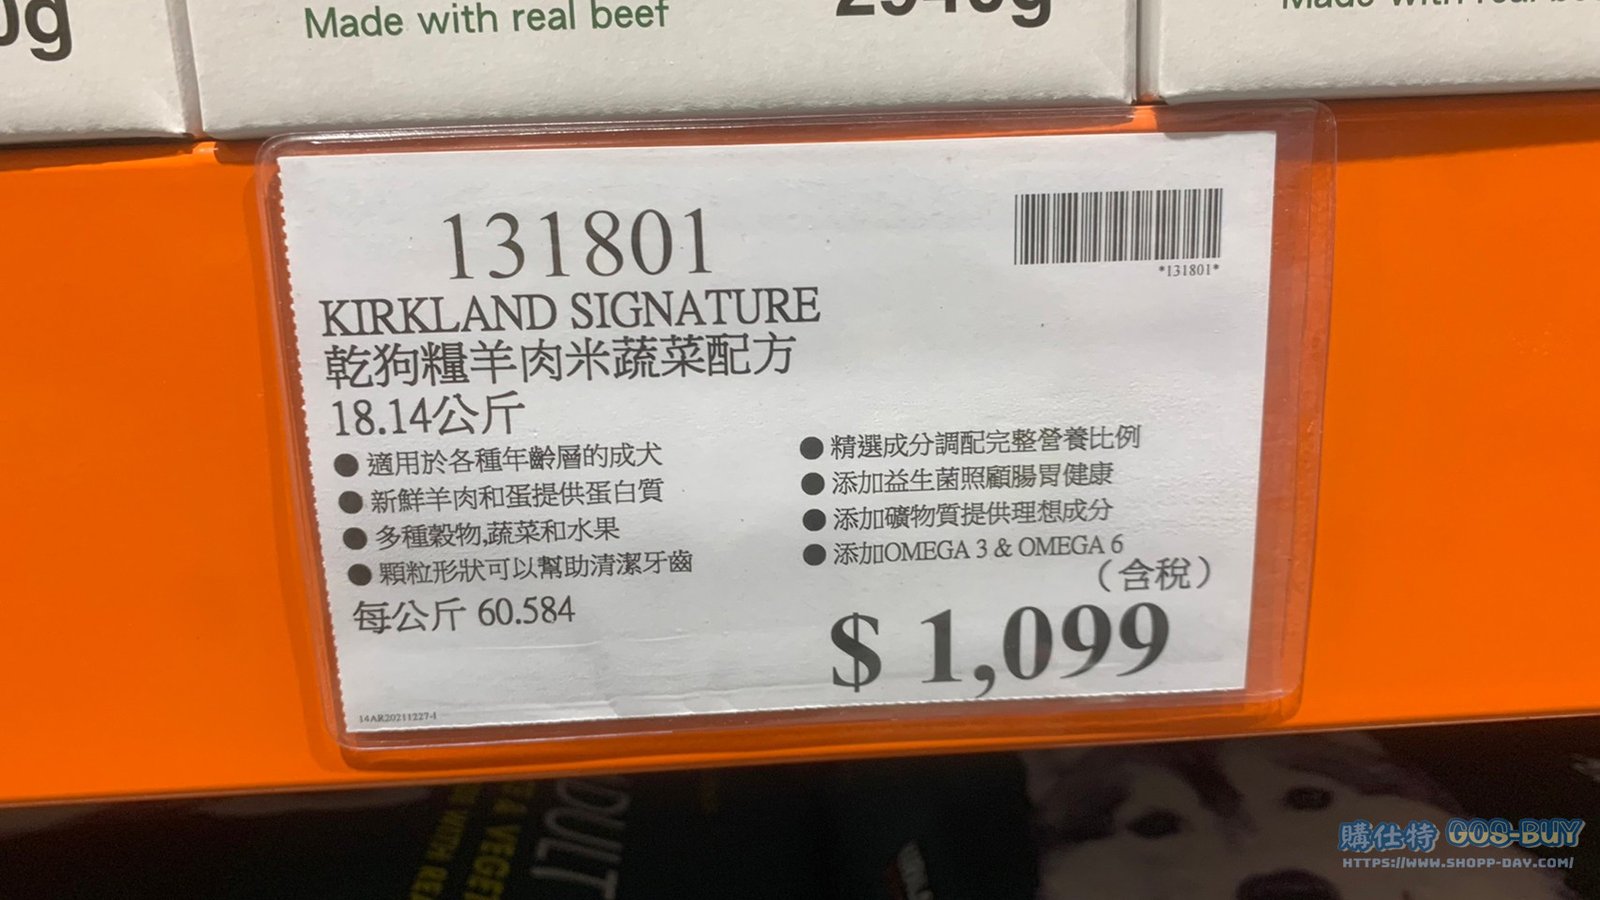 Made with real beef
131801
*131801*
KIRKLAND SIGNATURE
乾狗糧羊肉米蔬菜配方
18.14公斤
●適用於各種年齡層的成犬
●新鮮羊肉和蛋提供蛋白質
●多種穀物,蔬菜和水果
●顆粒形狀可以幫助清潔牙齒
●精選成分調配完整營養比例
●添加益生菌照顧腸胃健康
●添加礦物質提供理想成分
●添加OMEGA 3 & OMEGA 6
每公斤 60.584
(含稅)
$ 1,099
14AR20211227-1
購仕特 GOS-BUY
HTTPS://WWW.SHOPP-DAY.COM/